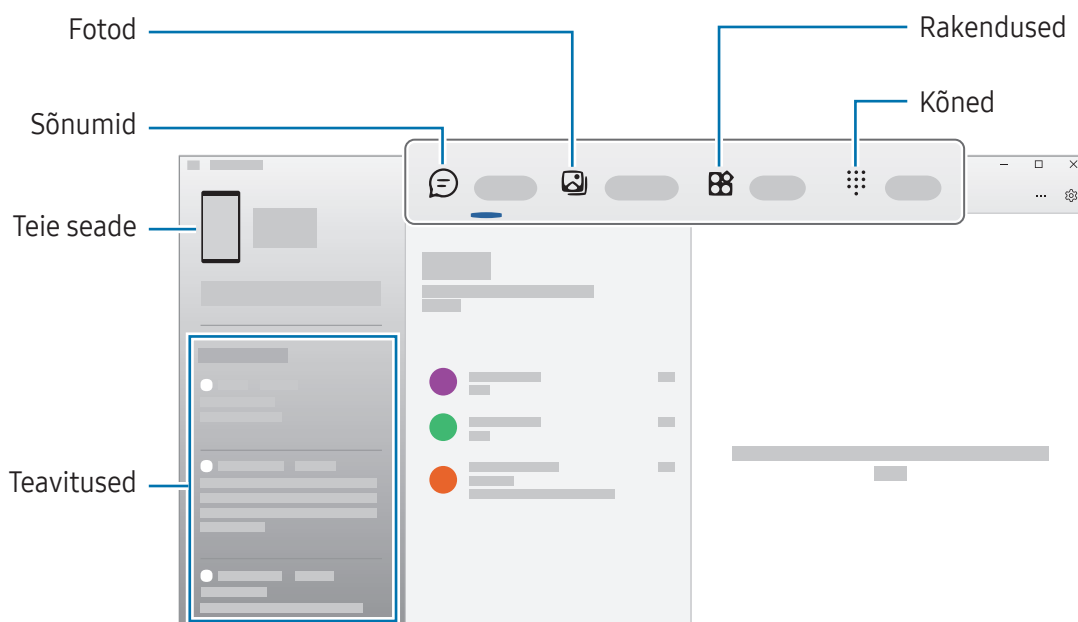 Fotod
Rakendused
Kõned
Sõnumid
Teie seade
Teavitused